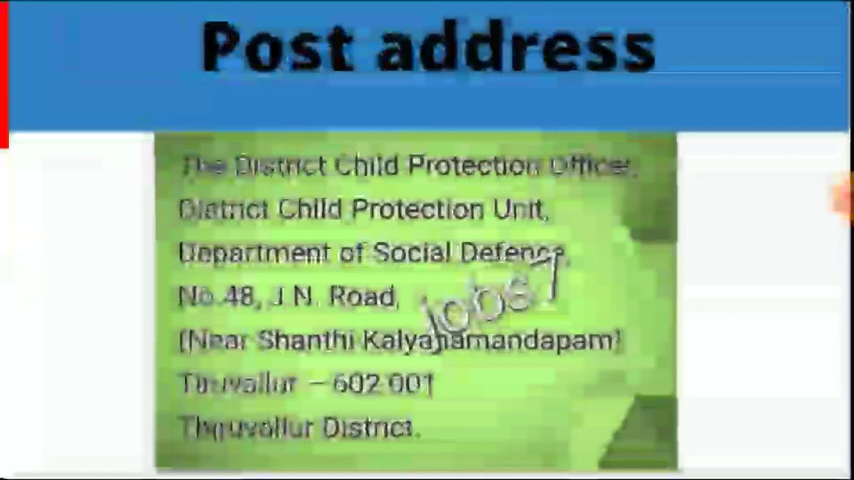 Post address
The District Child Protection Officer,
District Child Protection Unit,
Department of Social Defence,
No.48, J.N. Road,
jobs7
(Near Shanthi Kalyanamandapam)
Tiruvallur – 602 001
Thiruvallur District.